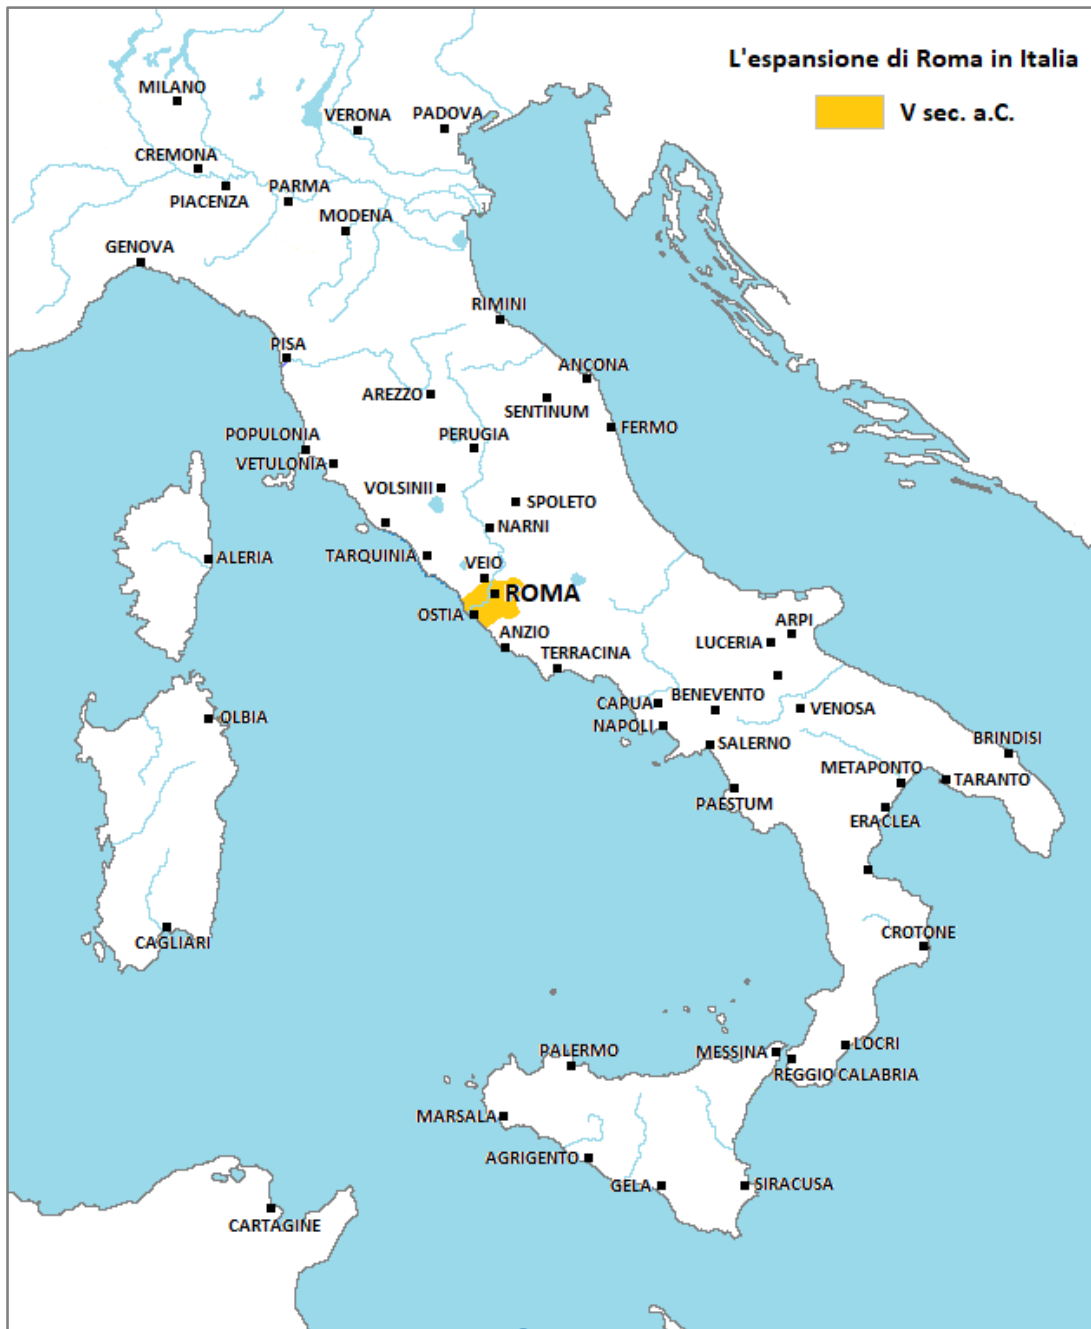 L'espansione di Roma in Italia
V sec. a.C.
MILANO
VERONA
PADOVA
CREMONA
PIACENZA
PARMA
MODENA
GENOVA
RIMINI
PISA
ANCONA
AREZZO
SENTINUM
FERMO
POPULONIA
PERUGIA
VETULONIA
VOLSINII
SPOLETO
NARNI
TARQUINIA
ALERIA
VEIO
ROMA
OSTIA
ANZIO
ARPI
LUCERIA
TERRACINA
BENEVENTO
CAPUA
VENOSA
OLBIA
NAPOLI
SALERNO
BRINDISI
METAPONTO
TARANTO
PAESTUM
ERACLEA
CROTONE
CAGLIARI
LOCRI
PALERMO
MESSINA
REGGIO CALABRIA
MARSALA
AGRIGENTO
GELA
SIRACUSA
CARTAGINE